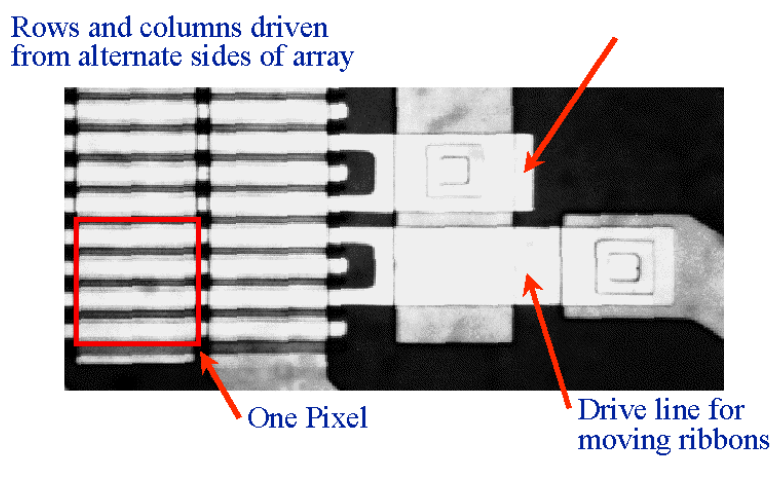 Rows and columns driven
from alternate sides of array
One Pixel
Drive line for
moving ribbons